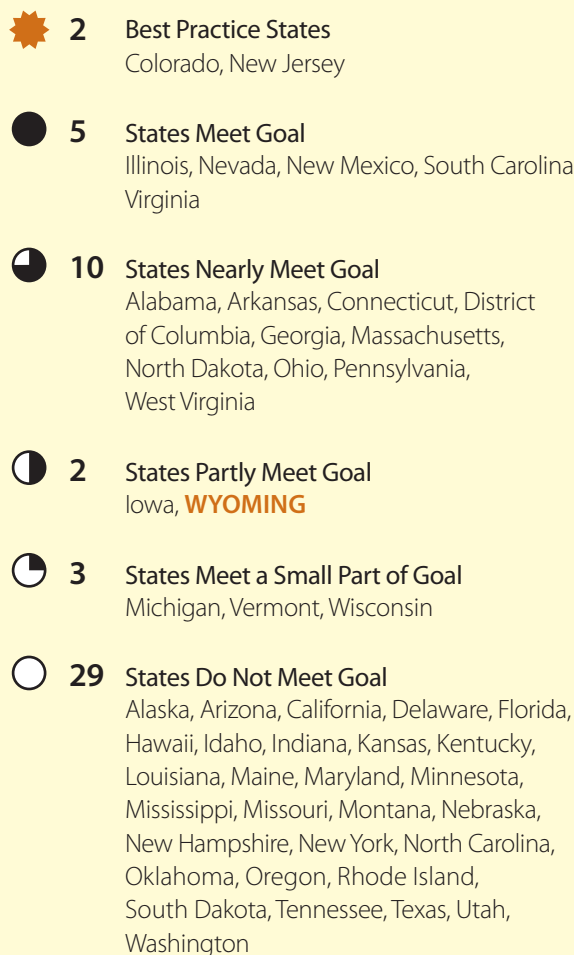 2 Best Practice States
Colorado, New Jersey
5 States Meet Goal
Illinois, Nevada, New Mexico, South Carolina
Virginia
10 States Nearly Meet Goal
Alabama, Arkansas, Connecticut, District
of Columbia, Georgia, Massachusetts,
North Dakota, Ohio, Pennsylvania,
West Virginia
2 States Partly Meet Goal
Iowa, WYOMING
3 States Meet a Small Part of Goal
Michigan, Vermont, Wisconsin
29 States Do Not Meet Goal
Alaska, Arizona, California, Delaware, Florida,
Hawaii, Idaho, Indiana, Kansas, Kentucky,
Louisiana, Maine, Maryland, Minnesota,
Mississippi, Missouri, Montana, Nebraska,
New Hampshire, New York, North Carolina,
Oklahoma, Oregon, Rhode Island,
South Dakota, Tennessee, Texas, Utah,
Washington